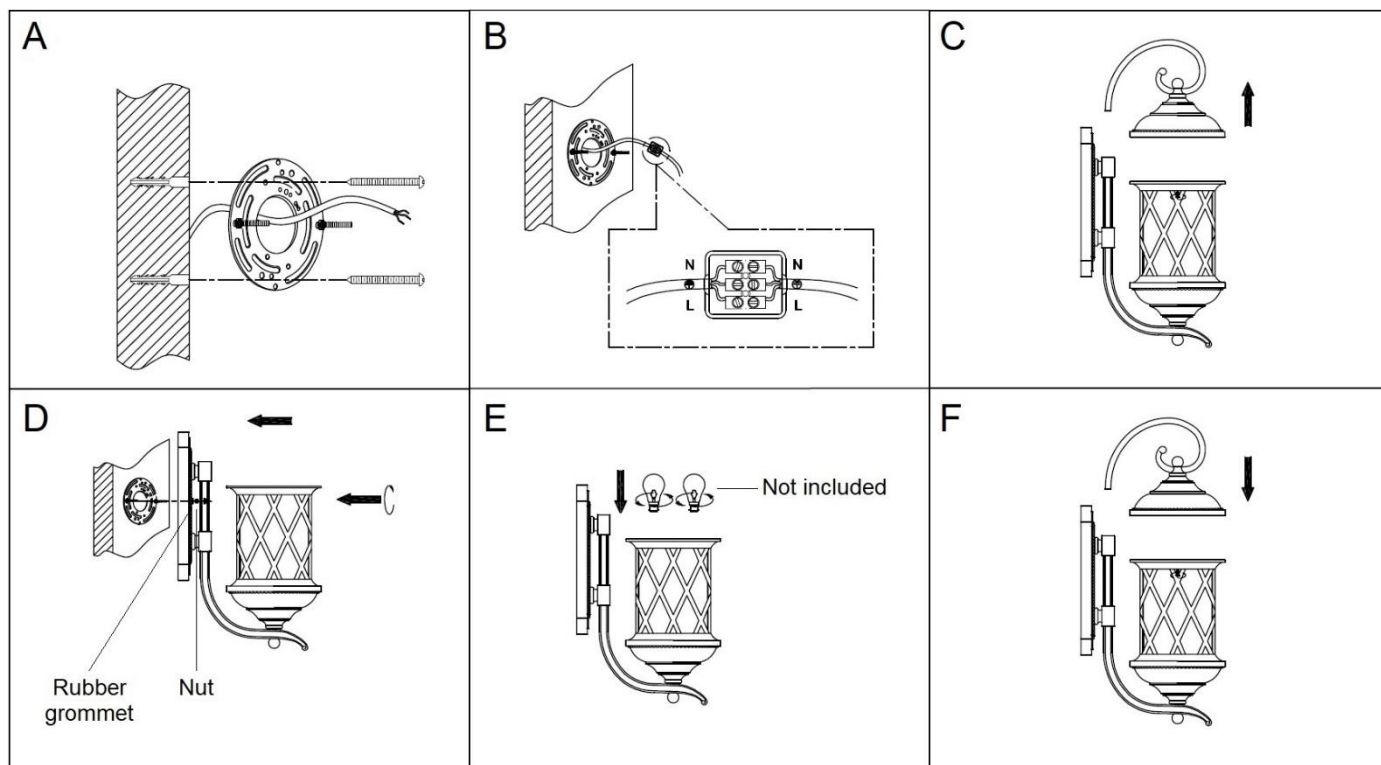 A
B
N N
L L
C
D
Rubber
grommet
Nut
E
Not included
F